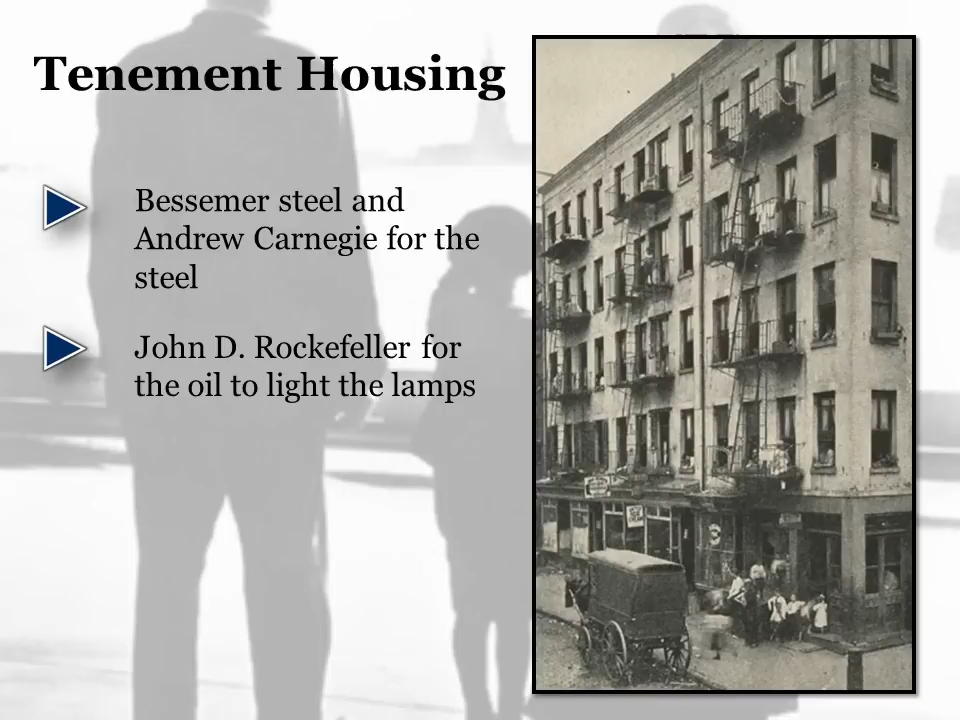 Tenement Housing
Bessemer steel and
Andrew Carnegie for the
steel
John D. Rockefeller for
the oil to light the lamps